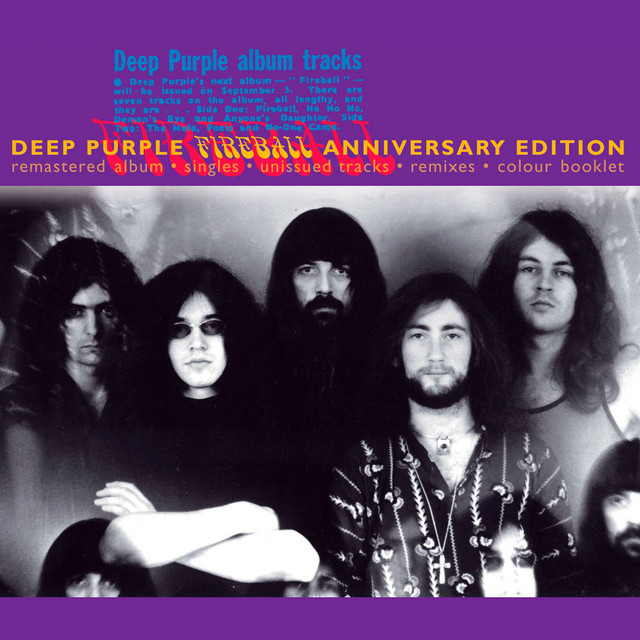 Deep Purple album tracks
● Deep Purple's next album — "Fireball" —
will be issued on September 3. There are
seven tracks on the album, all lengthy, and
they are . . . Side One: Fireball, No No No,
Demon's Eye and Anyone's Daughter. Side
Two: The Mule, Fools and No-One Came.
FIREBALL
DEEP PURPLE FIREBALL ANNIVERSARY EDITION
remastered album • singles • unissued tracks • remixes • colour booklet